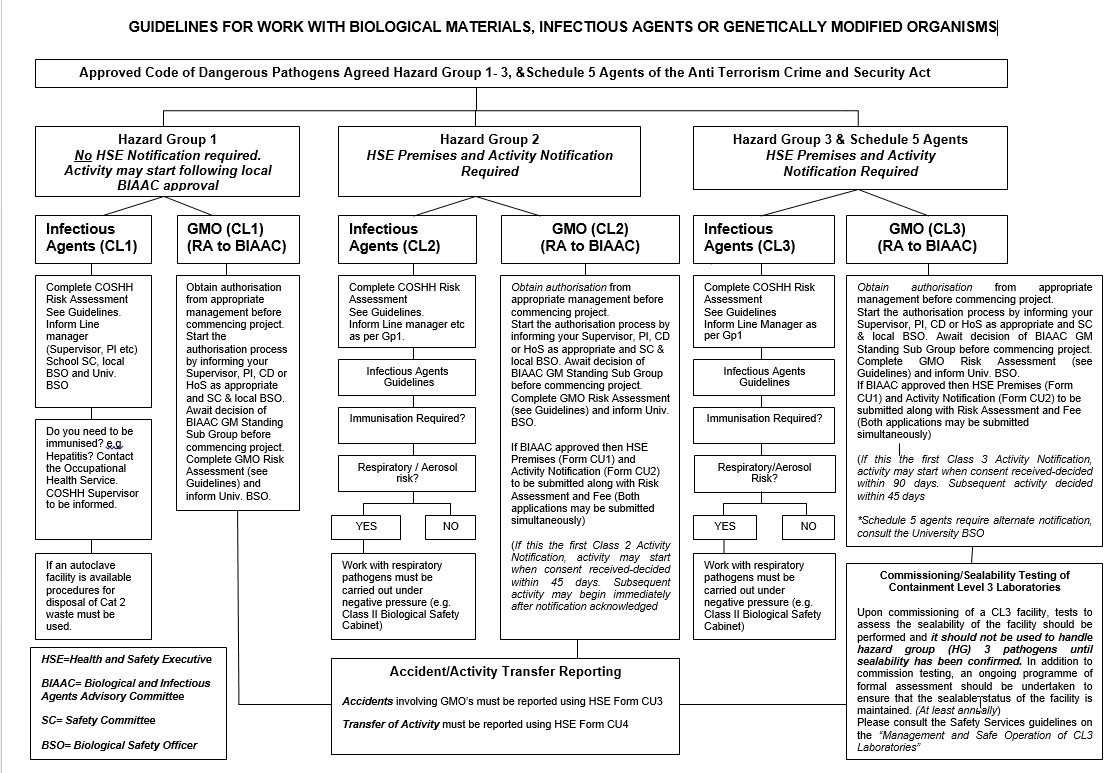 GUIDELINES FOR WORK WITH BIOLOGICAL MATERIALS, INFECTIOUS AGENTS OR GENETICALLY MODIFIED ORGANISMS
Approved Code of Dangerous Pathogens Agreed Hazard Group 1- 3, &Schedule 5 Agents of the Anti Terrorism Crime and Security Act
Hazard Group 1
No HSE Notification required.
Activity may start following local
BIAAC approval
Hazard Group 2
HSE Premises and Activity Notification
Required
Hazard Group 3 & Schedule 5 Agents
HSE Premises and Activity
Notification Required
Infectious
Agents (CL1)
GMO (CL1)
(RA to BIAAC)
Infectious
Agents (CL2)
GMO (CL2)
(RA to BIAAC)
Infectious
Agents (CL3)
GMO (CL3)
(RA to BIAAC)
Complete COSHH
Risk Assessment
See Guidelines.
Inform Line
manager
(Supervisor, PI etc)
School SC, local
BSO and Univ.
BSO
Do you need to be
immunised? e.g.
Hepatitis? Contact
the Occupational
Health Service.
COSHH Supervisor
to be informed.
If an autoclave
facility is available
procedures for
disposal of Cat 2
waste must be
used.
Obtain authorisation
from appropriate
management before
commencing project.
Start the
authorisation process
by informing your
Supervisor, PI, CD or
HoS as appropriate
and SC & local BSO.
Await decision of
BIAAC GM Standing
Sub Group before
commencing project.
Complete GMO Risk
Assessment (see
Guidelines) and
inform Univ. BSO.
Complete COSHH Risk
Assessment
See Guidelines.
Inform Line manager etc
as per Gp1.
Infectious Agents
Guidelines
Immunisation Required?
Respiratory / Aerosol
risk?
YES
NO
Work with respiratory
pathogens must be
carried out under
negative pressure (e.g.
Class II Biological Safety
Cabinet)
Obtain authorisation from
appropriate management before
commencing project.
Start the authorisation process by
informing your Supervisor, PI, CD
or HoS as appropriate and SC &
local BSO. Await decision of
BIAAC GM Standing Sub Group
before commencing project.
Complete GMO Risk Assessment
(see Guidelines) and inform Univ.
BSO.
If BIAAC approved then HSE
Premises (Form CU1) and
Activity Notification (Form CU2)
to be submitted along with Risk
Assessment and Fee (Both
applications may be submitted
simultaneously)
(If this the first Class 2 Activity
Notification, activity may start
when consent received-decided
within 45 days. Subsequent
activity may begin immediately
after notification acknowledged
Complete COSHH Risk
Assessment
See Guidelines
Inform Line Manager as
per Gp1
Infectious Agents
Guidelines
Immunisation Required?
Respiratory/Aerosol
Risk?
YES
NO
Work with respiratory
pathogens must be
carried out under
negative pressure (e.g.
Class II Biological Safety
Cabinet)
Obtain authorisation from appropriate
management before commencing project.
Start the authorisation process by informing your
Supervisor, PI, CD or HoS as appropriate and SC
& local BSO. Await decision of BIAAC GM
Standing Sub Group before commencing project.
Complete GMO Risk Assessment (see
Guidelines) and inform Univ. BSO.
If BIAAC approved then HSE Premises (Form
CU1) and Activity Notification (Form CU2) to be
submitted along with Risk Assessment and Fee
(Both applications may be submitted
simultaneously)
(If this the first Class 3 Activity Notification,
activity may start when consent received-decided
within 90 days. Subsequent activity decided
within 45 days
*Schedule 5 agents require alternate notification,
consult the University BSO
Commissioning/Sealability Testing of
Containment Level 3 Laboratories
Upon commissioning of a CL3 facility, tests to
assess the sealability of the facility should be
performed and it should not be used to handle
hazard group (HG) 3 pathogens until
sealability has been confirmed. In addition to
commission testing, an ongoing programme of
formal assessment should be undertaken to
ensure that the sealable status of the facility is
maintained. (At least annually)
Please consult the Safety Services guidelines on
the “Management and Safe Operation of CL3
Laboratories”
HSE=Health and Safety Executive
BIAAC= Biological and Infectious
Agents Advisory Committee
SC= Safety Committee
BSO= Biological Safety Officer
Accident/Activity Transfer Reporting
Accidents involving GMO's must be reported using HSE Form CU3
Transfer of Activity must be reported using HSE Form CU4